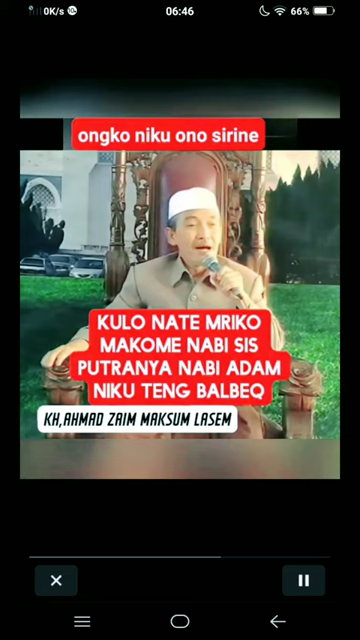 0K/s
06:46
66%
ongko niku ono sirine
KULO NATE MRIKO
MAKOME NABI SIS
PUTRANYA NABI ADAM
NIKU TENG BALBEQ
KH,AHMAD ZAIM MAKSUM LASEM